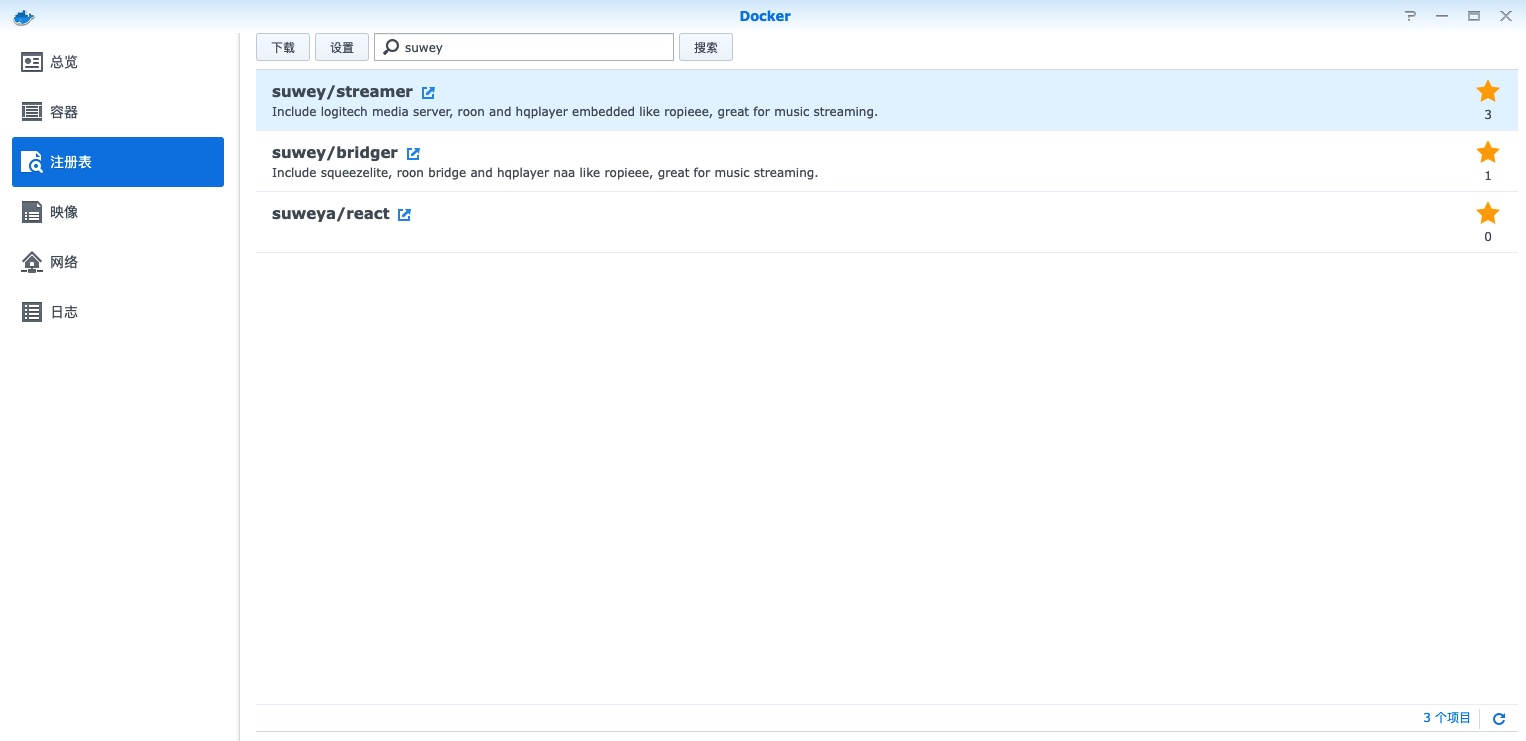 Docker
总览
容器
注册表
映像
网络
日志
下载 设置 suwey 搜索
suwey/streamer
Include logitech media server, roon and hqplayer embedded like ropieee, great for music streaming.
3
suwey/bridger
Include squeezelite, roon bridge and hqplayer naa like ropieee, great for music streaming.
1
suweya/react
0
3 个项目